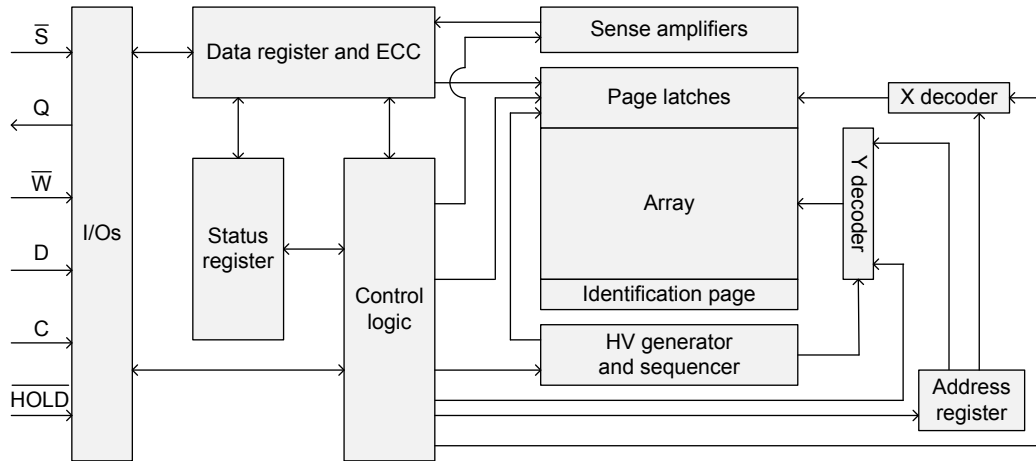 S̅
Q
W̅
D
C
H̅O̅L̅D̅
I/Os
Data register and ECC
Status
register
Control
logic
Sense amplifiers
Page latches
Array
Identification page
HV generator
and sequencer
X decoder
Y decoder
Address
register